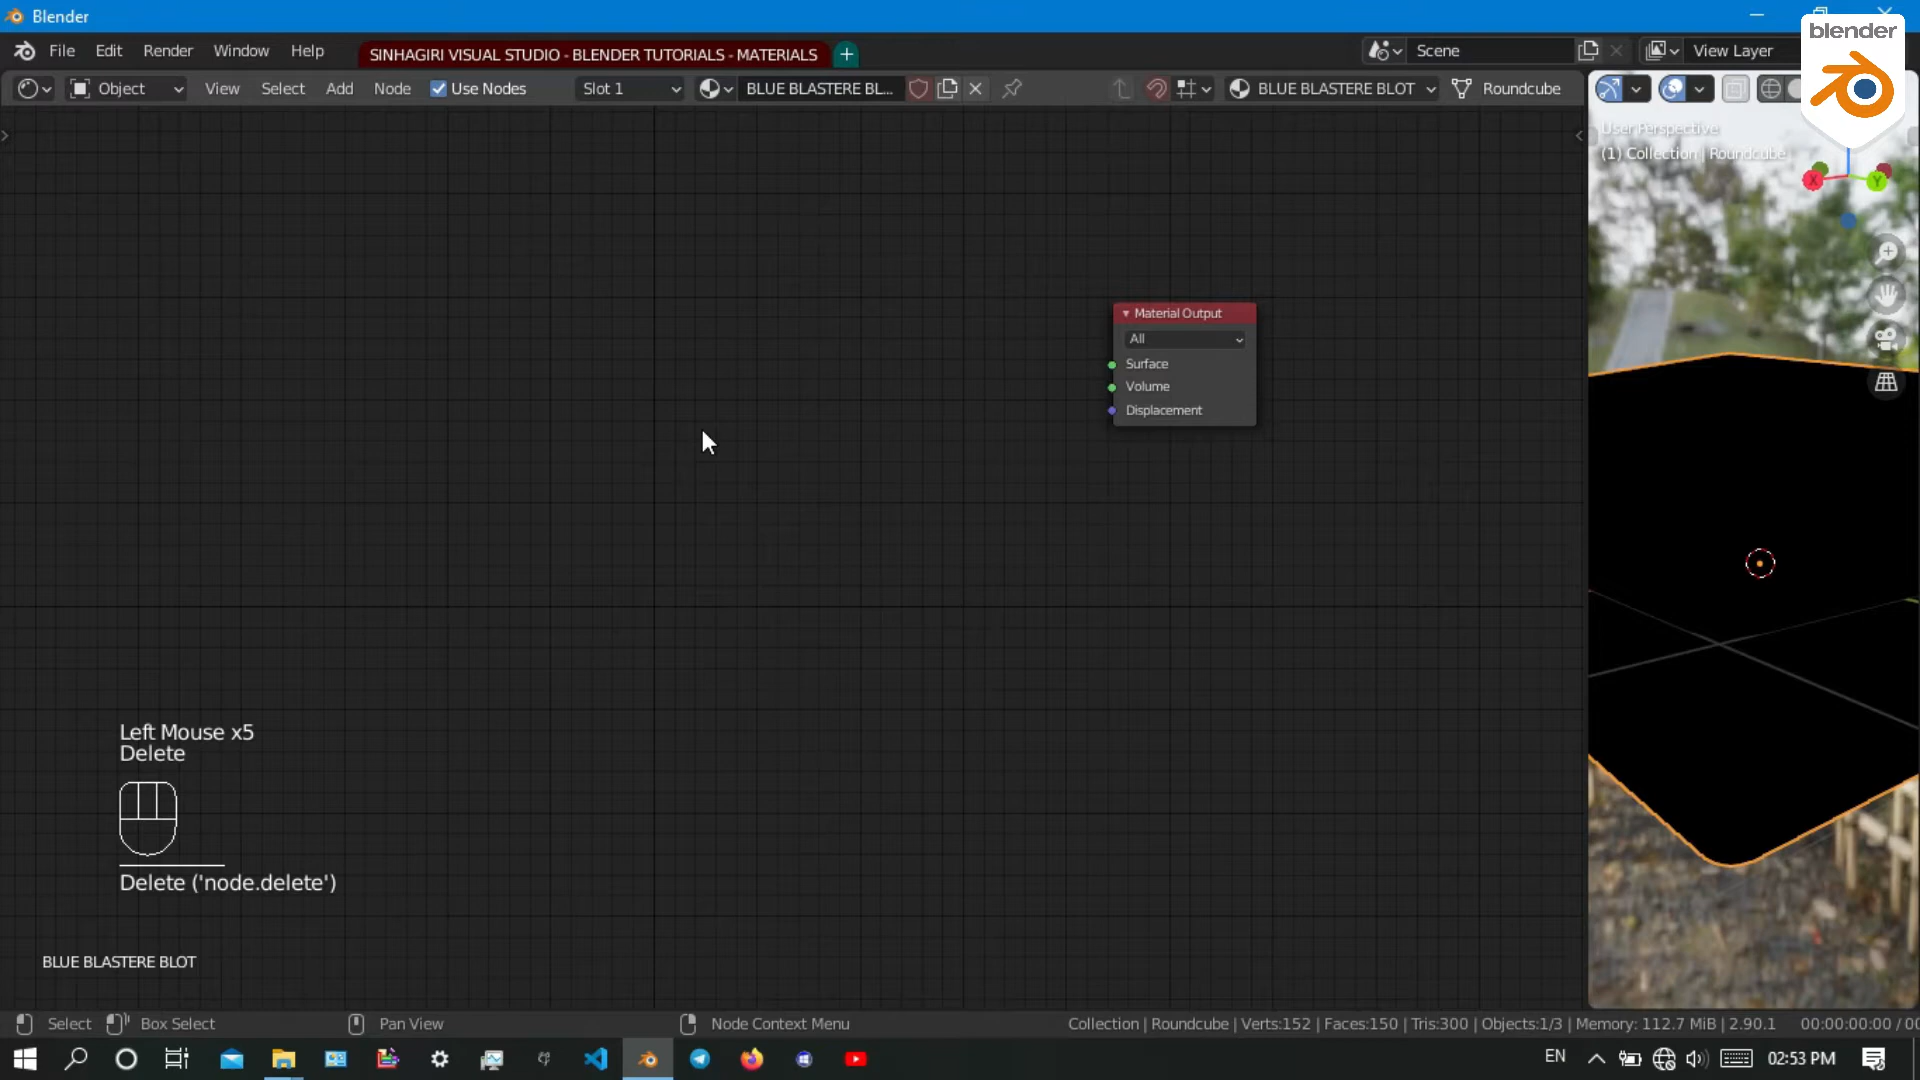 Blender
blender
File Edit Render Window Help
SINHAGIRI VISUAL STUDIO - BLENDER TUTORIALS - MATERIALS
Scene
View Layer
Object
View Select Add Node
Use Nodes
Slot 1
BLUE BLASTERE BL...
BLUE BLASTERE BLOT
Roundcube
User Perspective
(1) Collection | Roundcube
X
Y
Material Output
All
Surface
Volume
Displacement
Left Mouse x5
Delete
Delete ('node.delete')
BLUE BLASTERE BLOT
Select
Box Select
Pan View
Node Context Menu
Collection | Roundcube | Verts:152 | Faces:150 | Tris:300 | Objects:1/3 | Memory: 112.7 MiB | 2.90.1
00:00:00:00 / 00
EN
02:53 PM